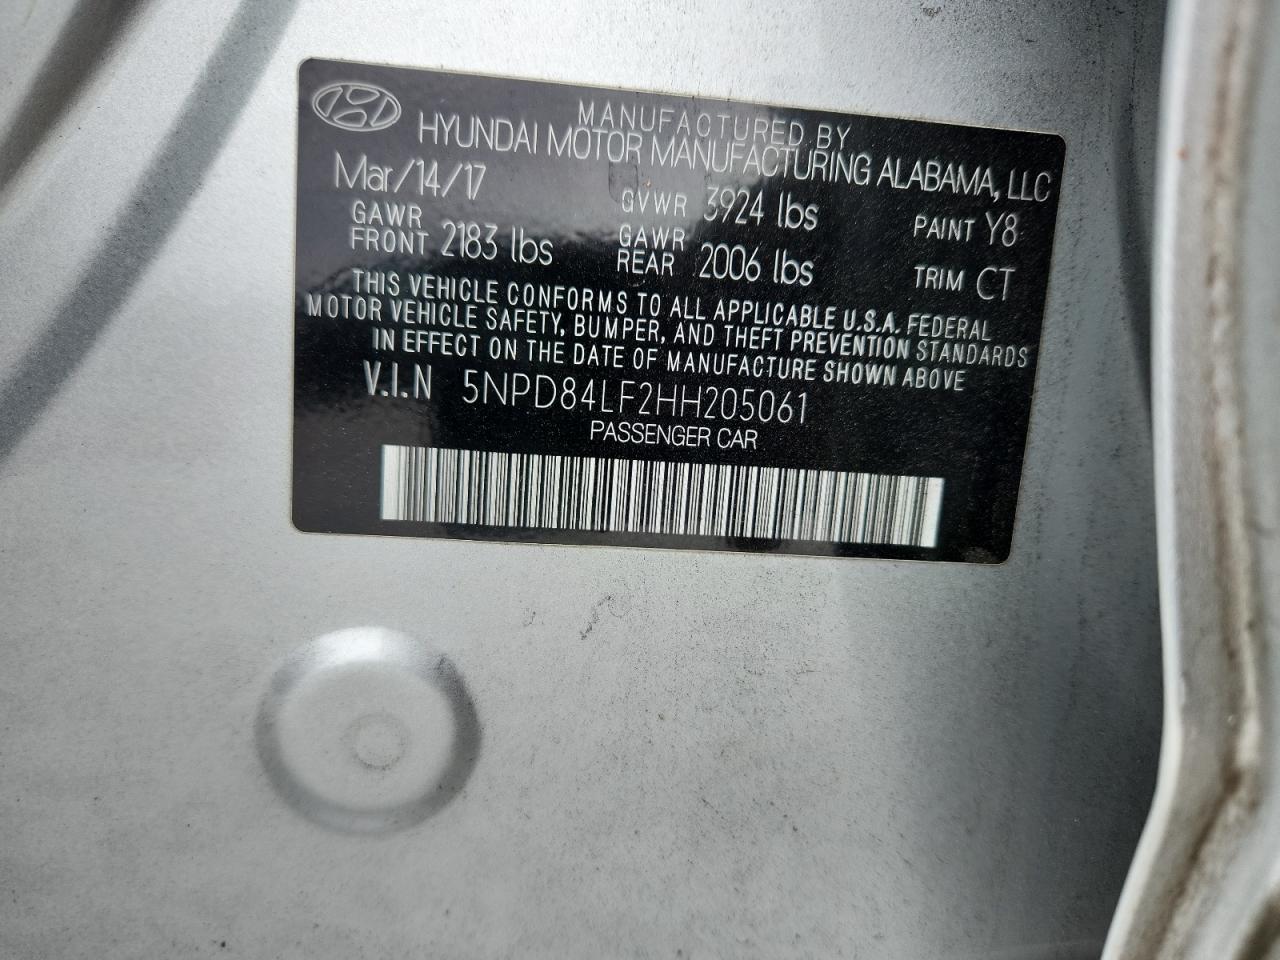 MANUFACTURED BY
HYUNDAI MOTOR MANUFACTURING ALABAMA, LLC
Mar/14/17 GVWR 3924 lbs PAINT Y8
GAWR FRONT 2183 lbs GAWR REAR 2006 lbs TRIM CT
THIS VEHICLE CONFORMS TO ALL APPLICABLE U.S.A. FEDERAL
MOTOR VEHICLE SAFETY, BUMPER, AND THEFT PREVENTION STANDARDS
IN EFFECT ON THE DATE OF MANUFACTURE SHOWN ABOVE
V.I.N 5NPD84LF2HH205061
PASSENGER CAR